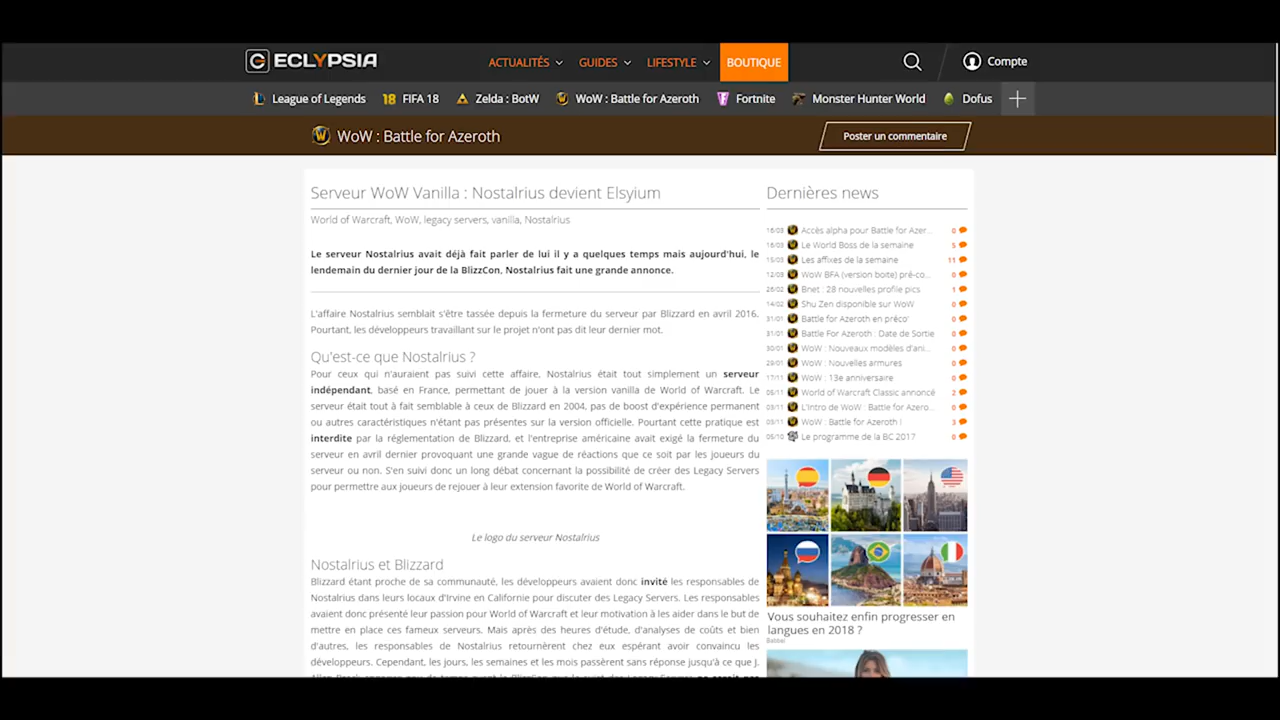 ECLYPSIA
ACTUALITÉS
GUIDES
LIFESTYLE
BOUTIQUE
Compte
League of Legends
18 FIFA 18
Zelda : BotW
WoW : Battle for Azeroth
Fortnite
Monster Hunter World
Dofus
WoW : Battle for Azeroth
Poster un commentaire
Serveur WoW Vanilla : Nostalrius devient Elsyium
World of Warcraft, WoW, legacy servers, vanilla, Nostalrius
Le serveur Nostalrius avait déjà fait parler de lui il y a quelques temps mais aujourd'hui, le
lendemain du dernier jour de la BlizzCon, Nostalrius fait une grande annonce.
L'affaire Nostalrius semblait s'être tassée depuis la fermeture du serveur par Blizzard en avril 2016.
Pourtant, les développeurs travaillant sur le projet n'ont pas dit leur dernier mot.
Qu'est-ce que Nostalrius ?
Pour ceux qui n'auraient pas suivi cette affaire, Nostalrius était tout simplement un serveur
indépendant, basé en France, permettant de jouer à la version vanilla de World of Warcraft. Le
serveur était tout à fait semblable à ceux de Blizzard en 2004, pas de boost d'expérience permanent
ou autres caractéristiques n'étant pas présentes sur la version officielle. Pourtant cette pratique est
interdite par la réglementation de Blizzard, et l'entreprise américaine avait exigé la fermeture du
serveur en avril dernier provoquant une grande vague de réactions que ce soit par les joueurs du
serveur ou non. S'en suivi donc un long débat concernant la possibilité de créer des Legacy Servers
pour permettre aux joueurs de rejouer à leur extension favorite de World of Warcraft.
Le logo du serveur Nostalrius
Nostalrius et Blizzard
Blizzard étant proche de sa communauté, les développeurs avaient donc invité les responsables de
Nostalrius dans leurs locaux d'Irvine en Californie pour discuter des Legacy Servers. Les responsables
avaient donc présenté leur passion pour World of Warcraft et leur motivation à les aider dans le but de
mettre en place ces fameux serveurs. Mais après des heures d'étude, d'analyses de coûts et bien
d'autres, les responsables de Nostalrius retournèrent chez eux espérant avoir convaincu les
développeurs. Cependant, les jours, les semaines et les mois passèrent sans réponse jusqu'à ce que J.
Dernières news
16/03 Accès alpha pour Battle for Azer... 0
16/03 Le World Boss de la semaine 5
15/03 Les affixes de la semaine 11
12/03 WoW BFA (version boite) pré-co... 0
26/02 Bnet : 28 nouvelles profile pics 1
14/02 Shu Zen disponible sur WoW 0
31/01 Battle for Azeroth en préco' 0
31/01 Battle For Azeroth : Date de Sortie 0
30/01 WoW : Nouveaux modèles d'ani... 0
29/01 WoW : Nouvelles armures 0
17/11 WoW : 13e anniversaire 0
05/11 World of Warcraft Classic annoncé 2
03/11 L'Intro de WoW : Battle for Azero... 0
03/11 WoW : Battle for Azeroth ! 3
05/10 Le programme de la BC 2017 0
Vous souhaitez enfin progresser en
langues en 2018 ?
Babbel